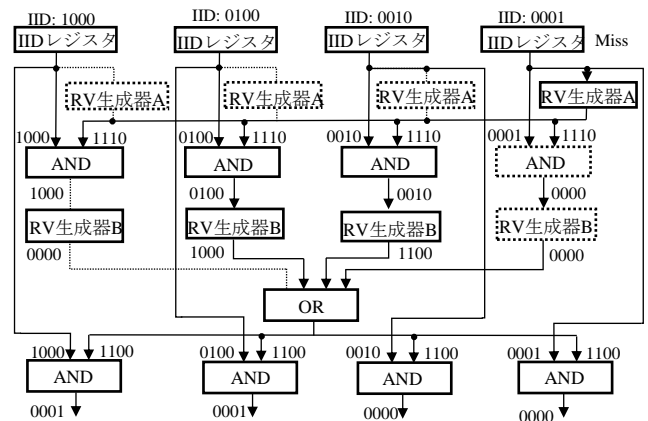 IID: 1000 IID: 0100 IID: 0010 IID: 0001
IIDレジスタ IIDレジスタ IIDレジスタ IIDレジスタ Miss
RV生成器A RV生成器A RV生成器A RV生成器A
1000 1110 0100 1110 0010 1110 0001 1110
AND AND AND AND
1000 0100 0010 0000
RV生成器B RV生成器B RV生成器B RV生成器B
0000 1000 1100 0000
OR
1000 1100 0100 1100 0010 1100 0001 1100
AND AND AND AND
0001 0001 0000 0000